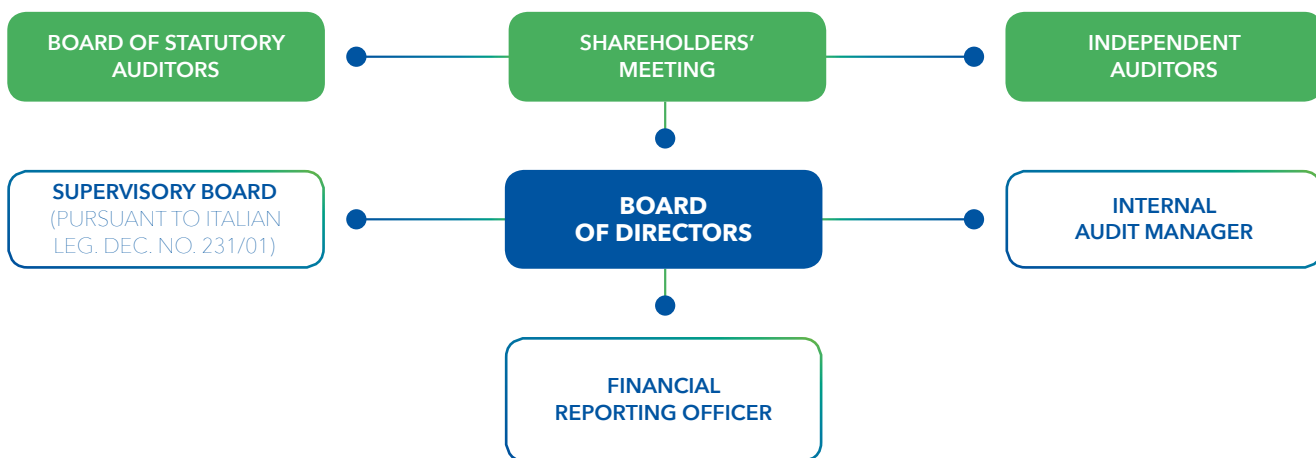 BOARD OF STATUTORY
AUDITORS
SHAREHOLDERS’
MEETING
INDEPENDENT
AUDITORS
SUPERVISORY BOARD
(PURSUANT TO ITALIAN
LEG. DEC. NO. 231/01)
BOARD
OF DIRECTORS
INTERNAL
AUDIT MANAGER
FINANCIAL
REPORTING OFFICER